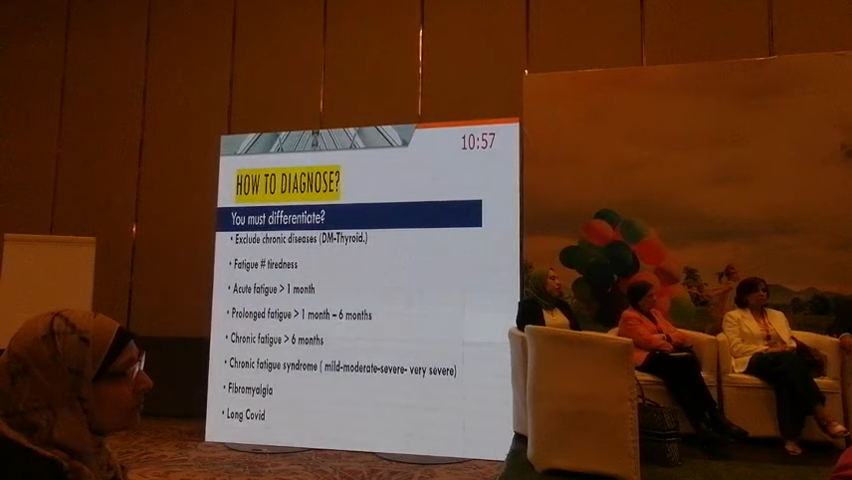 10:57
HOW TO DIAGNOSE?
You must differentiate?
• Exclude chronic diseases (DM-Thyroid.)
• Fatigue # tiredness
• Acute fatigue > 1 month
• Prolonged fatigue > 1 month – 6 months
• Chronic fatigue > 6 months
• Chronic fatigue syndrome ( mild-moderate-severe- very severe)
• Fibromyalgia
• Long Covid